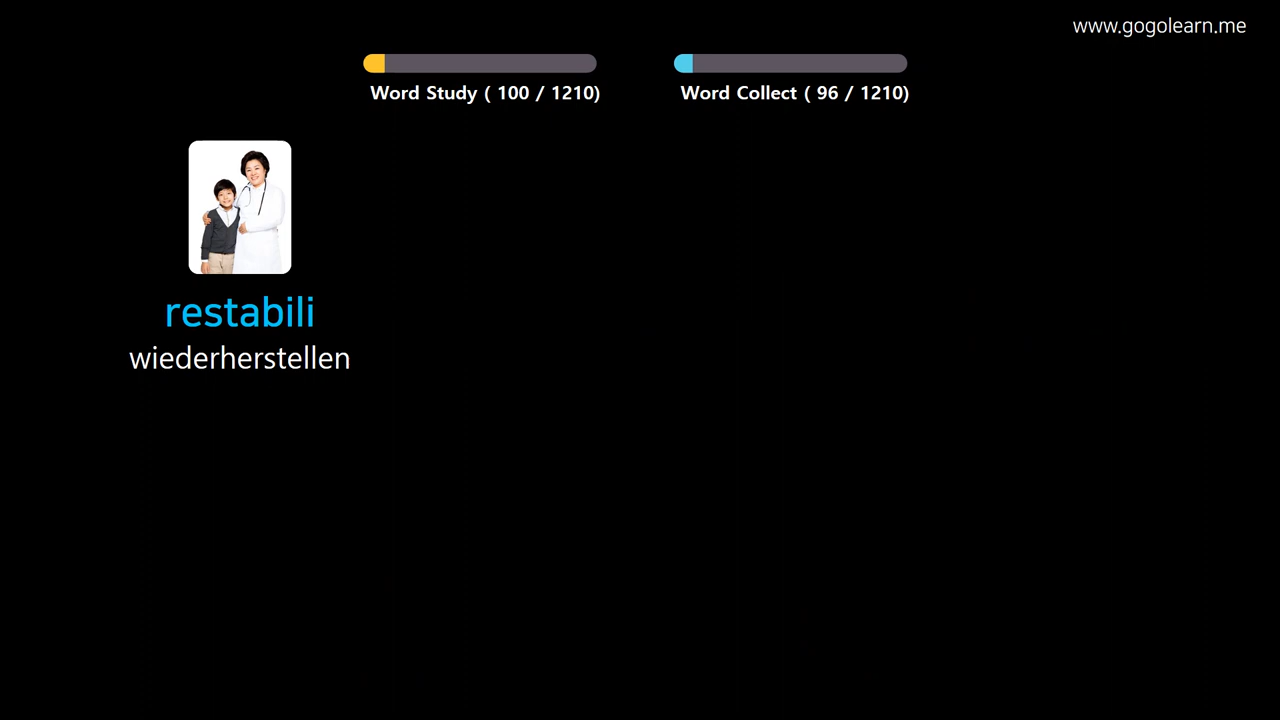 www.gogolearn.me
Word Study ( 100 / 1210)
Word Collect ( 96 / 1210)
restabili
wiederherstellen